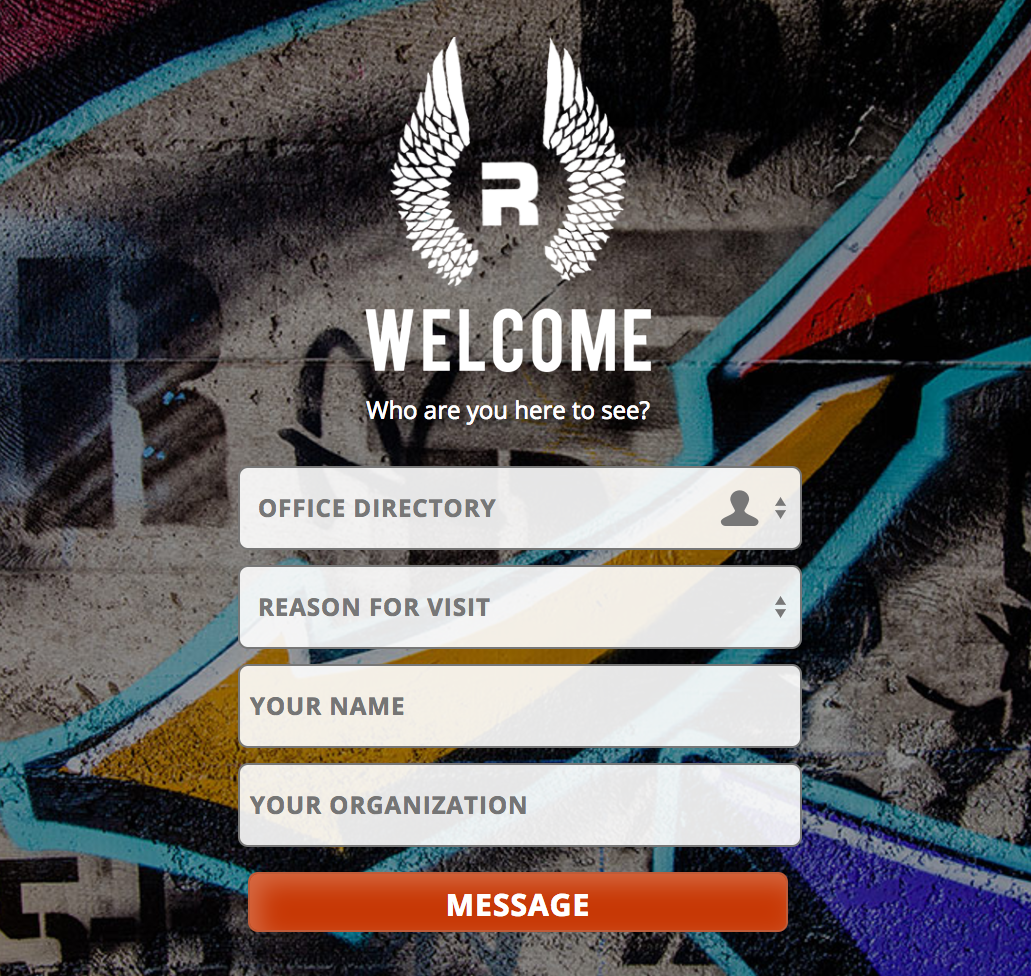 R
WELCOME
Who are you here to see?
OFFICE DIRECTORY
REASON FOR VISIT
YOUR NAME
YOUR ORGANIZATION
MESSAGE